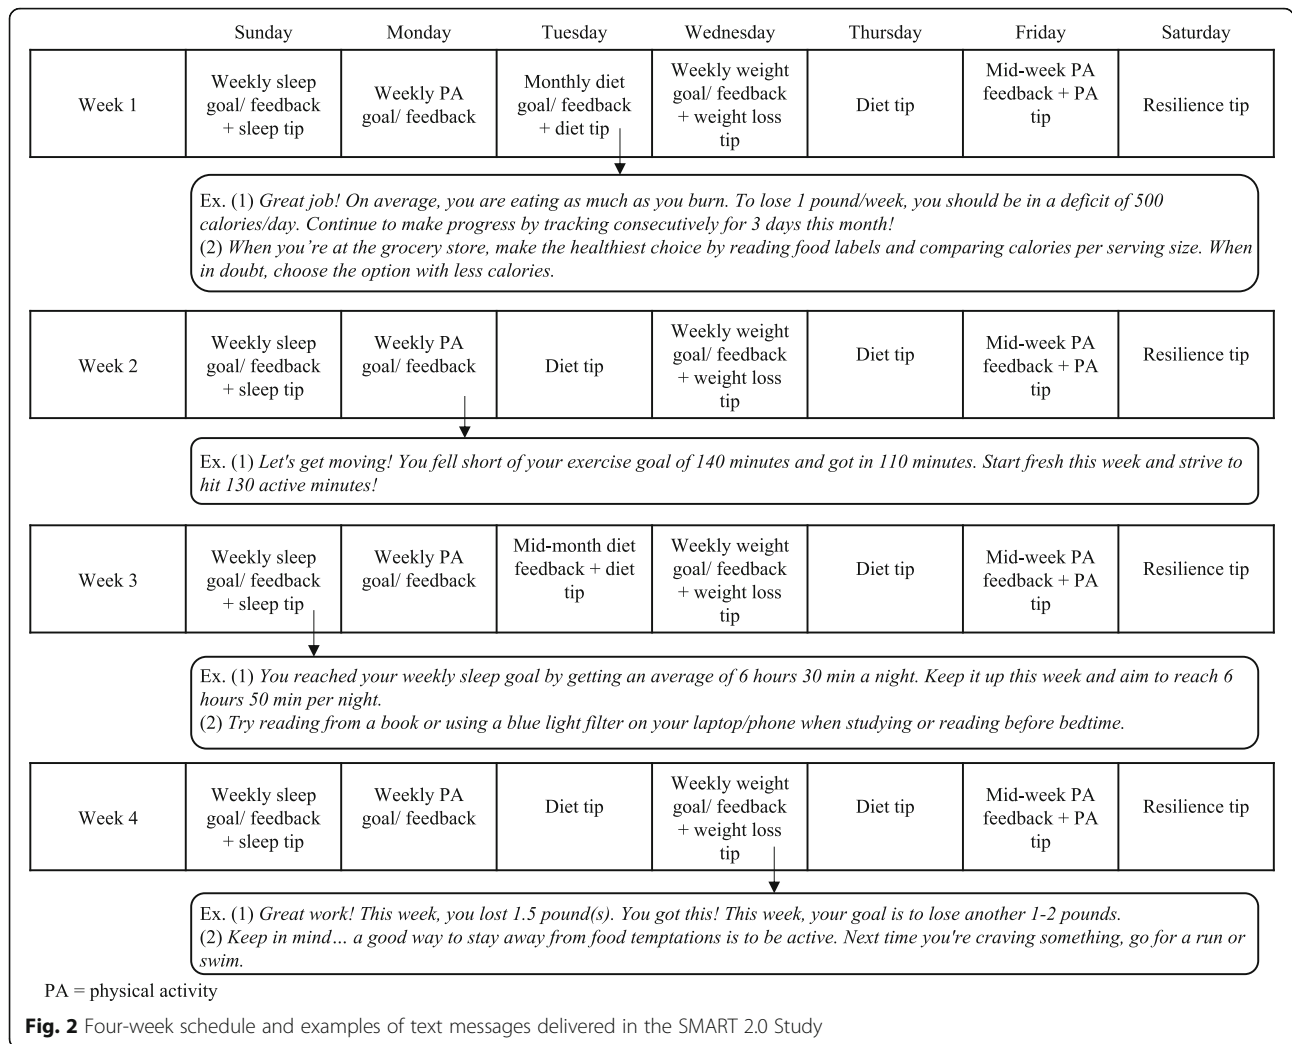 Sunday Monday Tuesday Wednesday Thursday Friday Saturday
Week 1
Weekly sleep
goal/ feedback
+ sleep tip
Weekly PA
goal/ feedback
Monthly diet
goal/ feedback
+ diet tip
Weekly weight
goal/ feedback
+ weight loss
tip
Diet tip
Mid-week PA
feedback + PA
tip
Resilience tip
Ex. (1) Great job! On average, you are eating as much as you burn. To lose 1 pound/week, you should be in a deficit of 500
calories/day. Continue to make progress by tracking consecutively for 3 days this month!
(2) When you're at the grocery store, make the healthiest choice by reading food labels and comparing calories per serving size. When
in doubt, choose the option with less calories.
Week 2
Weekly sleep
goal/ feedback
+ sleep tip
Weekly PA
goal/ feedback
Diet tip
Weekly weight
goal/ feedback
+ weight loss
tip
Diet tip
Mid-week PA
feedback + PA
tip
Resilience tip
Ex. (1) Let's get moving! You fell short of your exercise goal of 140 minutes and got in 110 minutes. Start fresh this week and strive to
hit 130 active minutes!
Week 3
Weekly sleep
goal/ feedback
+ sleep tip
Weekly PA
goal/ feedback
Mid-month diet
feedback + diet
tip
Weekly weight
goal/ feedback
+ weight loss
tip
Diet tip
Mid-week PA
feedback + PA
tip
Resilience tip
Ex. (1) You reached your weekly sleep goal by getting an average of 6 hours 30 min a night. Keep it up this week and aim to reach 6
hours 50 min per night.
(2) Try reading from a book or using a blue light filter on your laptop/phone when studying or reading before bedtime.
Week 4
Weekly sleep
goal/ feedback
+ sleep tip
Weekly PA
goal/ feedback
Diet tip
Weekly weight
goal/ feedback
+ weight loss
tip
Diet tip
Mid-week PA
feedback + PA
tip
Resilience tip
Ex. (1) Great work! This week, you lost 1.5 pound(s). You got this! This week, your goal is to lose another 1-2 pounds.
(2) Keep in mind… a good way to stay away from food temptations is to be active. Next time you're craving something, go for a run or
swim.
PA = physical activity
Fig. 2 Four-week schedule and examples of text messages delivered in the SMART 2.0 Study